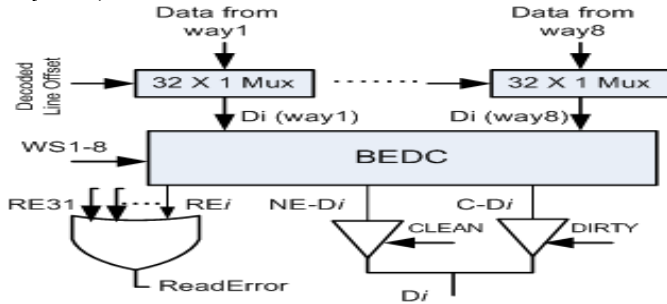 Data from
way1
Data from
way8
Decoded
Line Offset
32 X 1 Mux
32 X 1 Mux
Di (way1)
Di (way8)
WS1-8
BEDC
RE31
REi
NE-Di
C-Di
CLEAN
DIRTY
ReadError
Di